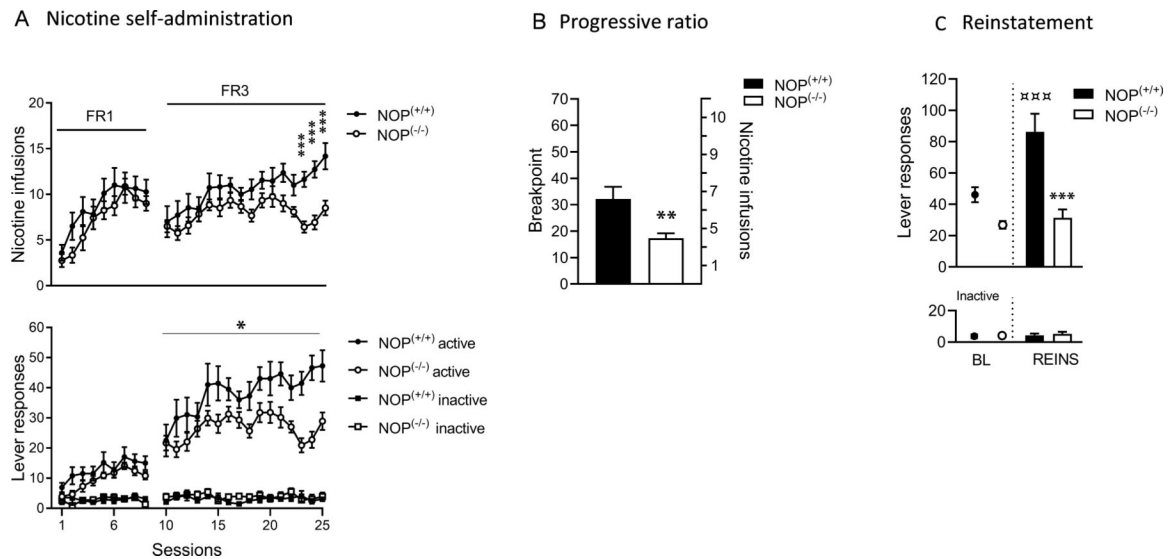 A Nicotine self-administration
FR1
FR3
NOP(+/+)
NOP(-/-)
***
***
***
20
15
10
5
0
Nicotine infusions
*
60
50
40
30
20
10
0
Lever responses
NOP(+/+) active
NOP(-/-) active
NOP(+/+) inactive
NOP(-/-) inactive
1 6 10 15 20 25
Sessions
B Progressive ratio
NOP(+/+)
NOP(-/-)
70
60
50
40
30
20
10
0
Breakpoint
**
10
9
7
6
4
1
Nicotine infusions
C Reinstatement
NOP(+/+)
NOP(-/-)
120
100
80
60
40
20
0
Lever responses
¤¤¤
***
Inactive
20
0
BL REINS